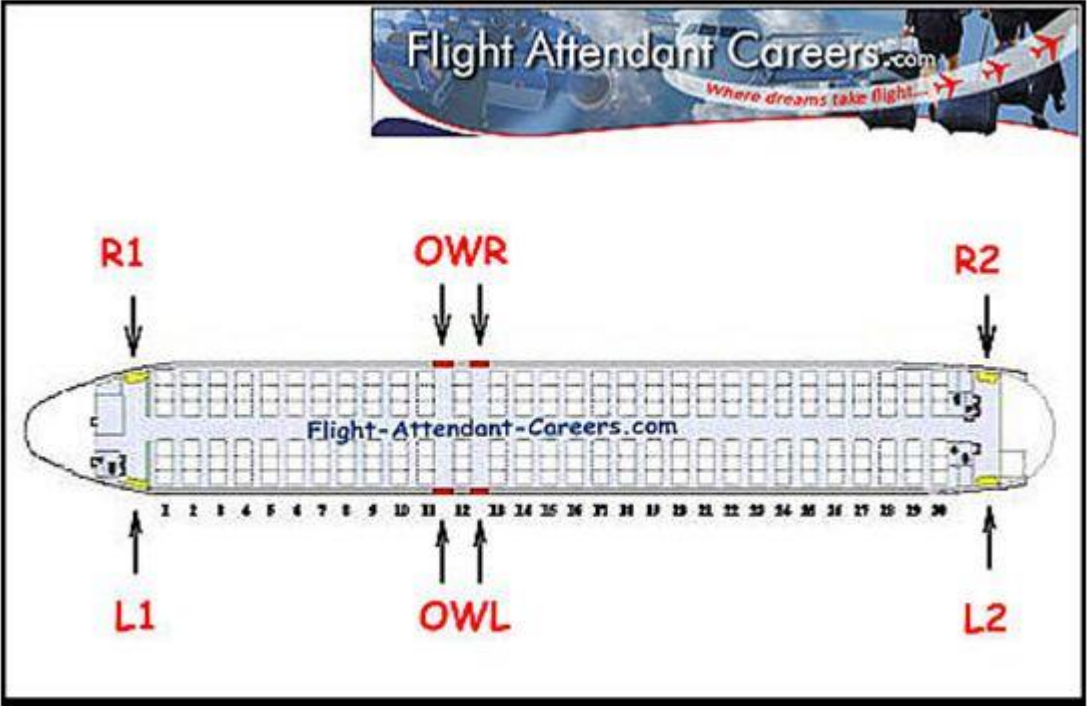 Flight Attendant Careers.com
Where dreams take flight...
R1 OWR R2
Flight-Attendant-Careers.com
1 2 3 4 5 6 7 8 9 10 11 12 13 14 15 16 17 18 19 20 21 22 23 24 25 26 27 28 29 30
L1 OWL L2